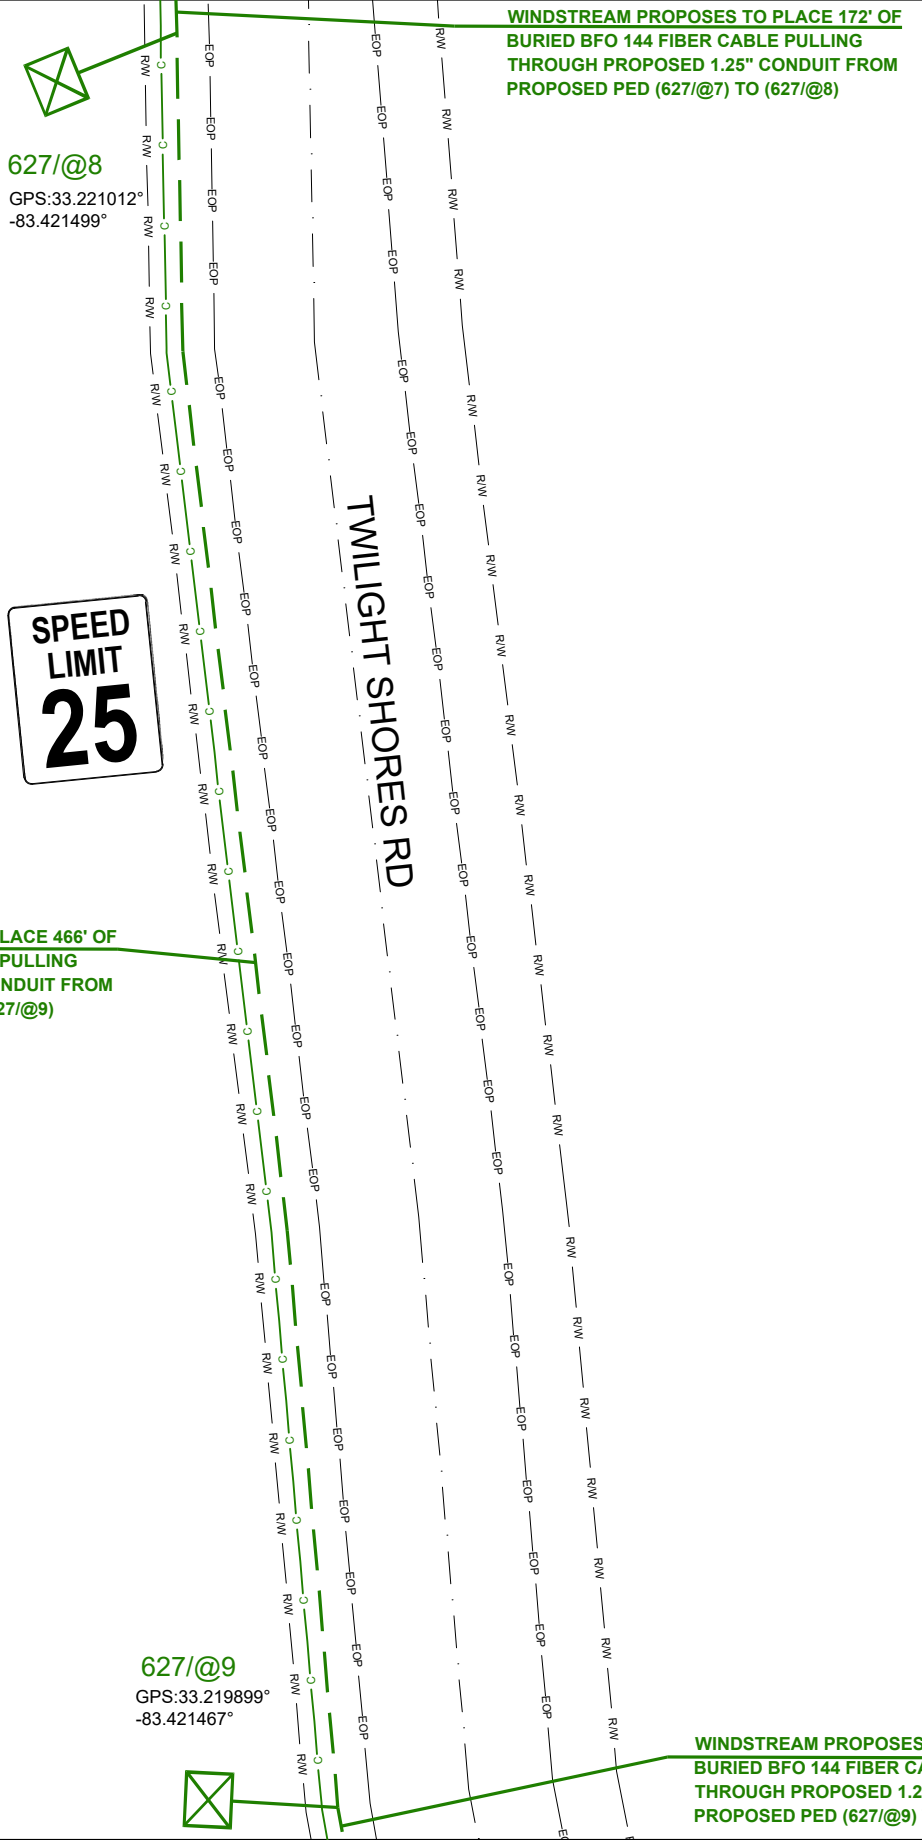 WINDSTREAM PROPOSES TO PLACE 172' OF
BURIED BFO 144 FIBER CABLE PULLING
THROUGH PROPOSED 1.25" CONDUIT FROM
PROPOSED PED (627/@7) TO (627/@8)
627/@8
GPS:33.221012°
-83.421499°
SPEED
LIMIT
25
TWILIGHT SHORES RD
LACE 466' OF
PULLING
NDUIT FROM
27/@9)
627/@9
GPS:33.219899°
-83.421467°
WINDSTREAM PROPOSES
BURIED BFO 144 FIBER CA
THROUGH PROPOSED 1.2
PROPOSED PED (627/@9)
R/W
C
EOP
EOP
R/W